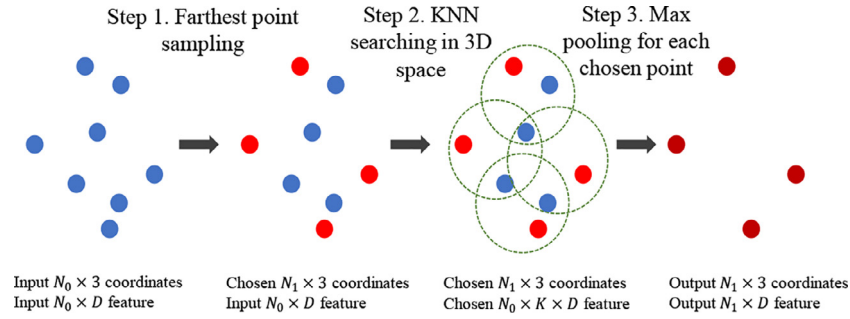 Step 1. Farthest point
sampling
Step 2. KNN
searching in 3D
space
Step 3. Max
pooling for each
chosen point
Input N₀ × 3 coordinates
Input N₀ × D feature
Chosen N₁ × 3 coordinates
Input N₀ × D feature
Chosen N₁ × 3 coordinates
Chosen N₀ × K × D feature
Output N₁ × 3 coordinates
Output N₁ × D feature